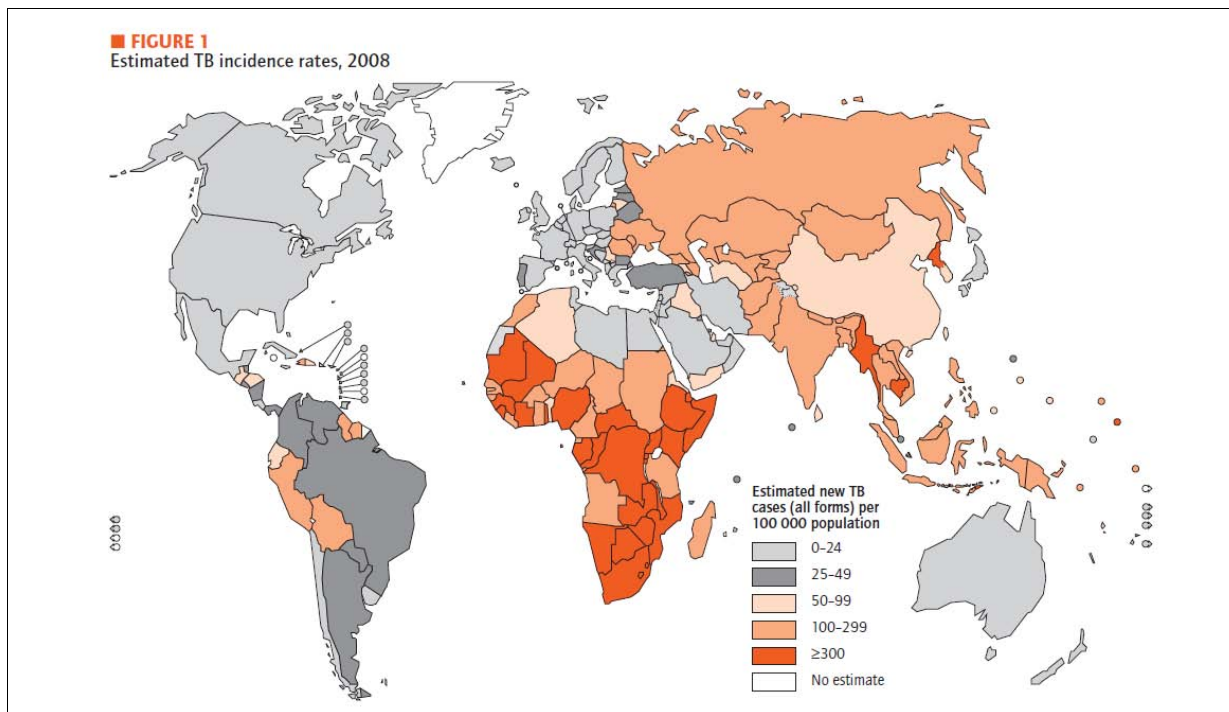 FIGURE 1
Estimated TB incidence rates, 2008
Estimated new TB
cases (all forms) per
100 000 population
0–24
25–49
50–99
100–299
≥300
No estimate